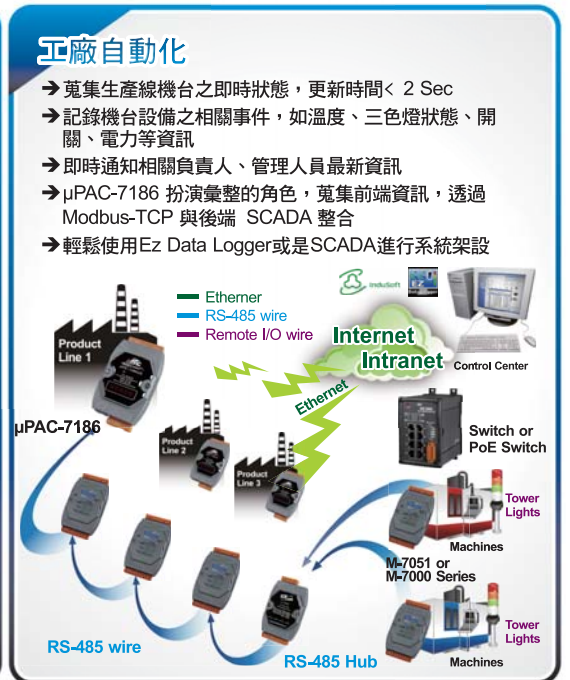 工廠自動化
➔蒐集生產線機台之即時狀態，更新時間< 2 Sec
➔記錄機台設備之相關事件，如溫度、三色燈狀態、開
關、電力等資訊
➔即時通知相關負責人、管理人員最新資訊
➔μPAC-7186 扮演彙整的角色，蒐集前端資訊，透過
Modbus-TCP 與後端 SCADA 整合
➔輕鬆使用Ez Data Logger或是SCADA進行系統架設
Etherner
RS-485 wire
Remote I/O wire
InduSoft
EZ
Internet
Intranet
Control Center
Product
Line 1
μPAC-7186
Ethernet
Product
Line 2
Product
Line 3
Switch or
PoE Switch
Tower
Lights
Machines
M-7051 or
M-7000 Series
Tower
Lights
Machines
RS-485 wire
RS-485 Hub